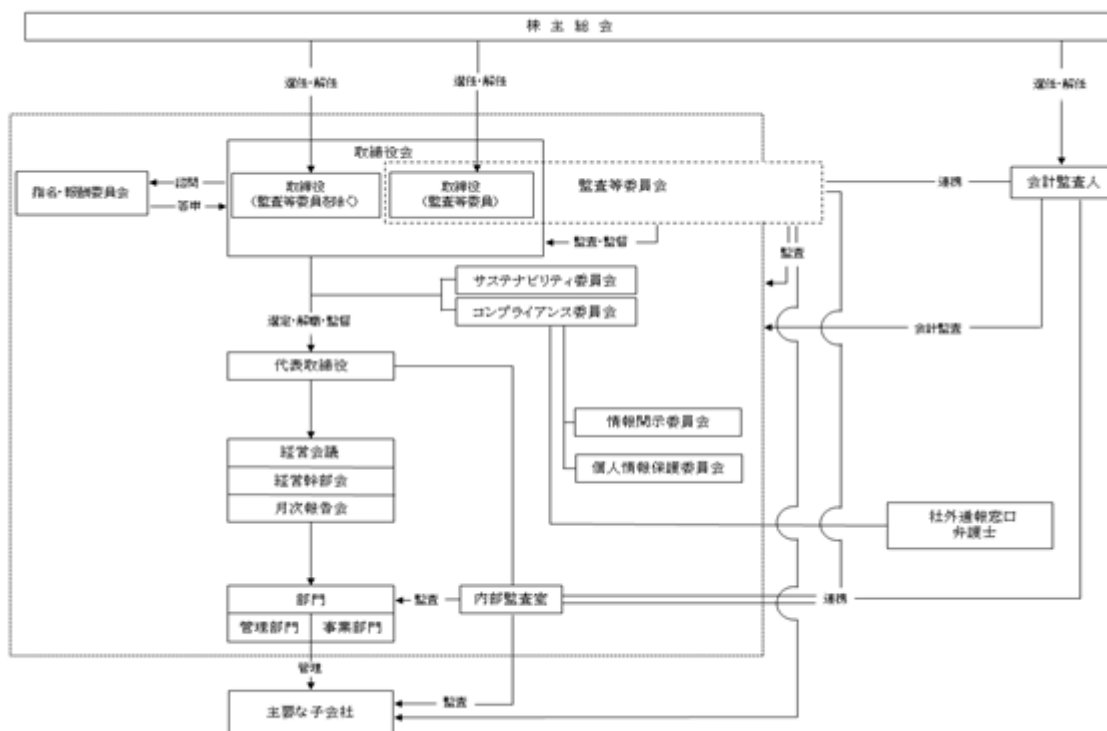 株主総会
選任・解任
選任・解任
選任・解任
取締役会
指名・報酬委員会
諮問
答申
取締役
(監査等委員を除く)
取締役
(監査等委員)
監査等委員会
連携
会計監査人
監査・監督
監査
サステナビリティ委員会
コンプライアンス委員会
選定・解職・監督
会計監査
代表取締役
情報開示委員会
経営会議
経営幹部会
個人情報保護委員会
月次報告会
社外通報窓口
弁護士
部門
監査
内部監査室
連携
管理部門
事業部門
管理
監査
主要な子会社